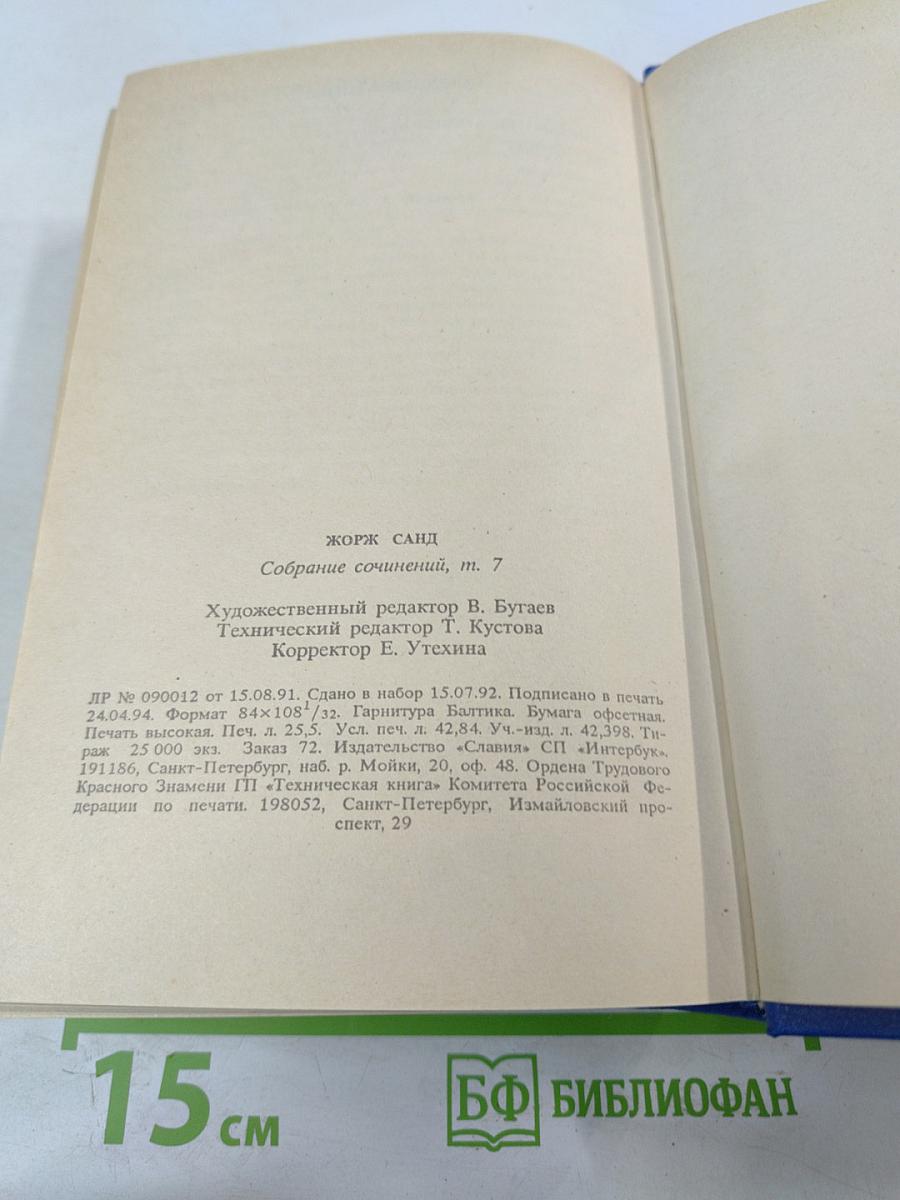 ЖОРЖ САНД
Собрание сочинений, т. 7
Художественный редактор В. Бугаев
Технический редактор Т. Кустова
Корректор Е. Утехина
ЛР № 090012 от 15.08.91. Сдано в набор 15.07.92. Подписано в печать
24.04.94. Формат 84×108¹/₃₂. Гарнитура Балтика. Бумага офсетная.
Печать высокая. Печ. л. 25,5. Усл. печ. л. 42,84. Уч.-изд. л. 42,398. Ти-
раж 25 000 экз. Заказ 72. Издательство «Славия» СП «Интербук».
191186, Санкт-Петербург, наб. р. Мойки, 20, оф. 48. Ордена Трудового
Красного Знамени ГП «Техническая книга» Комитета Российской Фе-
дерации по печати. 198052, Санкт-Петербург, Измайловский про-
спект, 29
15 см
БФ БИБЛИОФАН